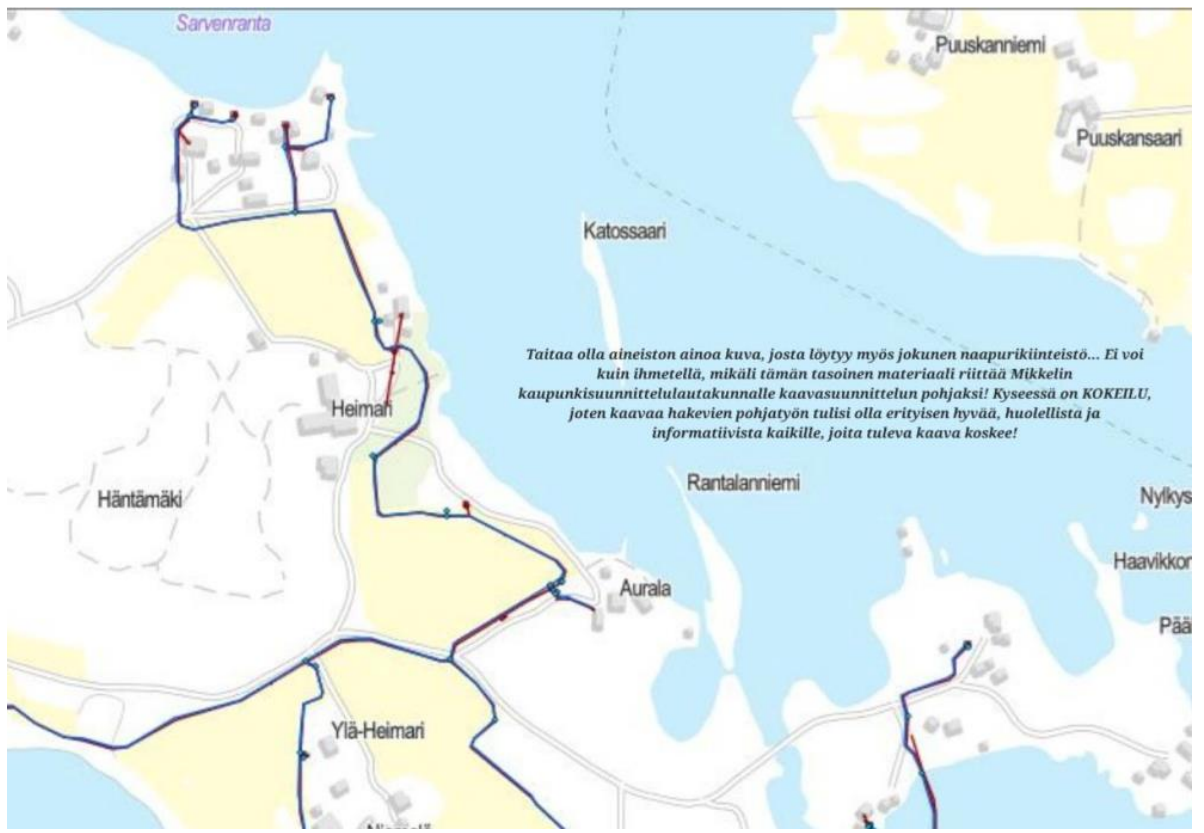 Sarvenranta
Puuskanniemi
Puuskansaari
Katossaari
Taitaa olla aineiston ainoa kuva, josta löytyy myös jokunen naapurikiinteistö... Ei voi
kuin ihmetellä, mikäli tämän tasoinen materiaali riittää Mikkelin
kaupunkisuunnittelulautakunnalle kaavasuunnittelun pohjaksi! Kyseessä on KOKEILU,
joten kaavaa hakevien pohjatyön tulisi olla erityisen hyvää, huolellista ja
informatiivista kaikille, joita tuleva kaava koskee!
Heimari
Rantalanniemi
Häntämäki
Nylkys
Haavikkor
Aurala
Pää
Ylä-Heimari